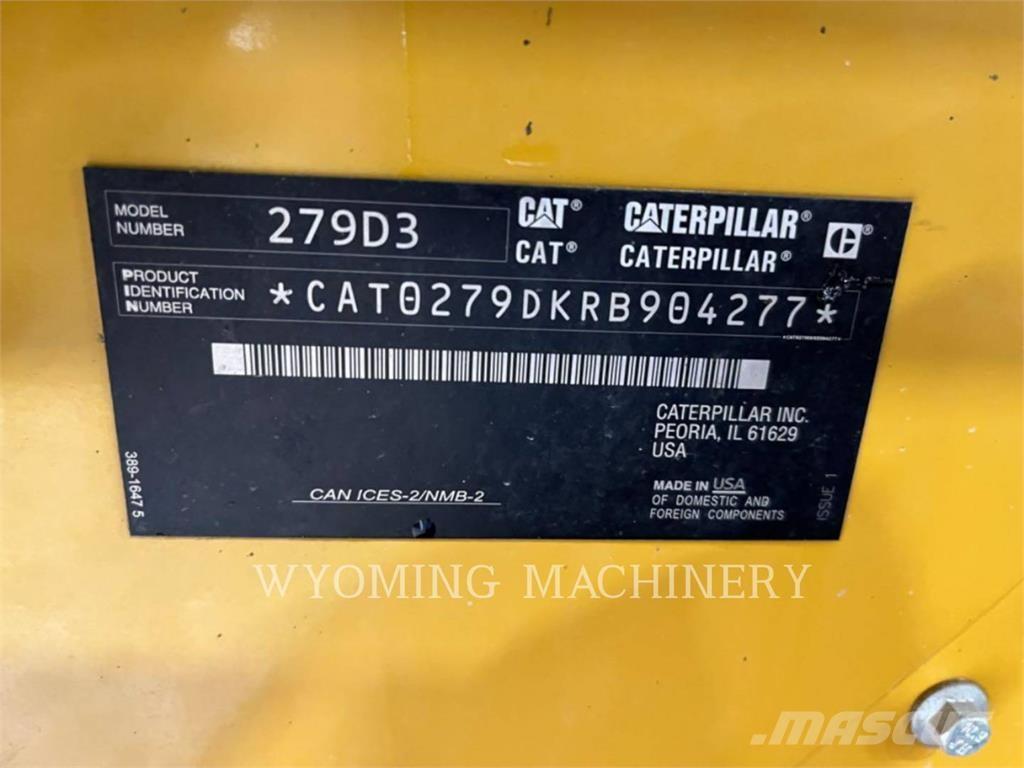 MODEL NUMBER 279D3
CAT® CATERPILLAR® ®
CAT® CATERPILLAR®
PRODUCT
IDENTIFICATION
NUMBER
*CAT0279DKRB904277*
CATERPILLAR INC.
PEORIA, IL 61629
USA
MADE IN USA
OF DOMESTIC AND
FOREIGN COMPONENTS
CAN ICES-2/NMB-2
389-1647 5
ISSUE 1
WYOMING MACHINERY
MASCUS